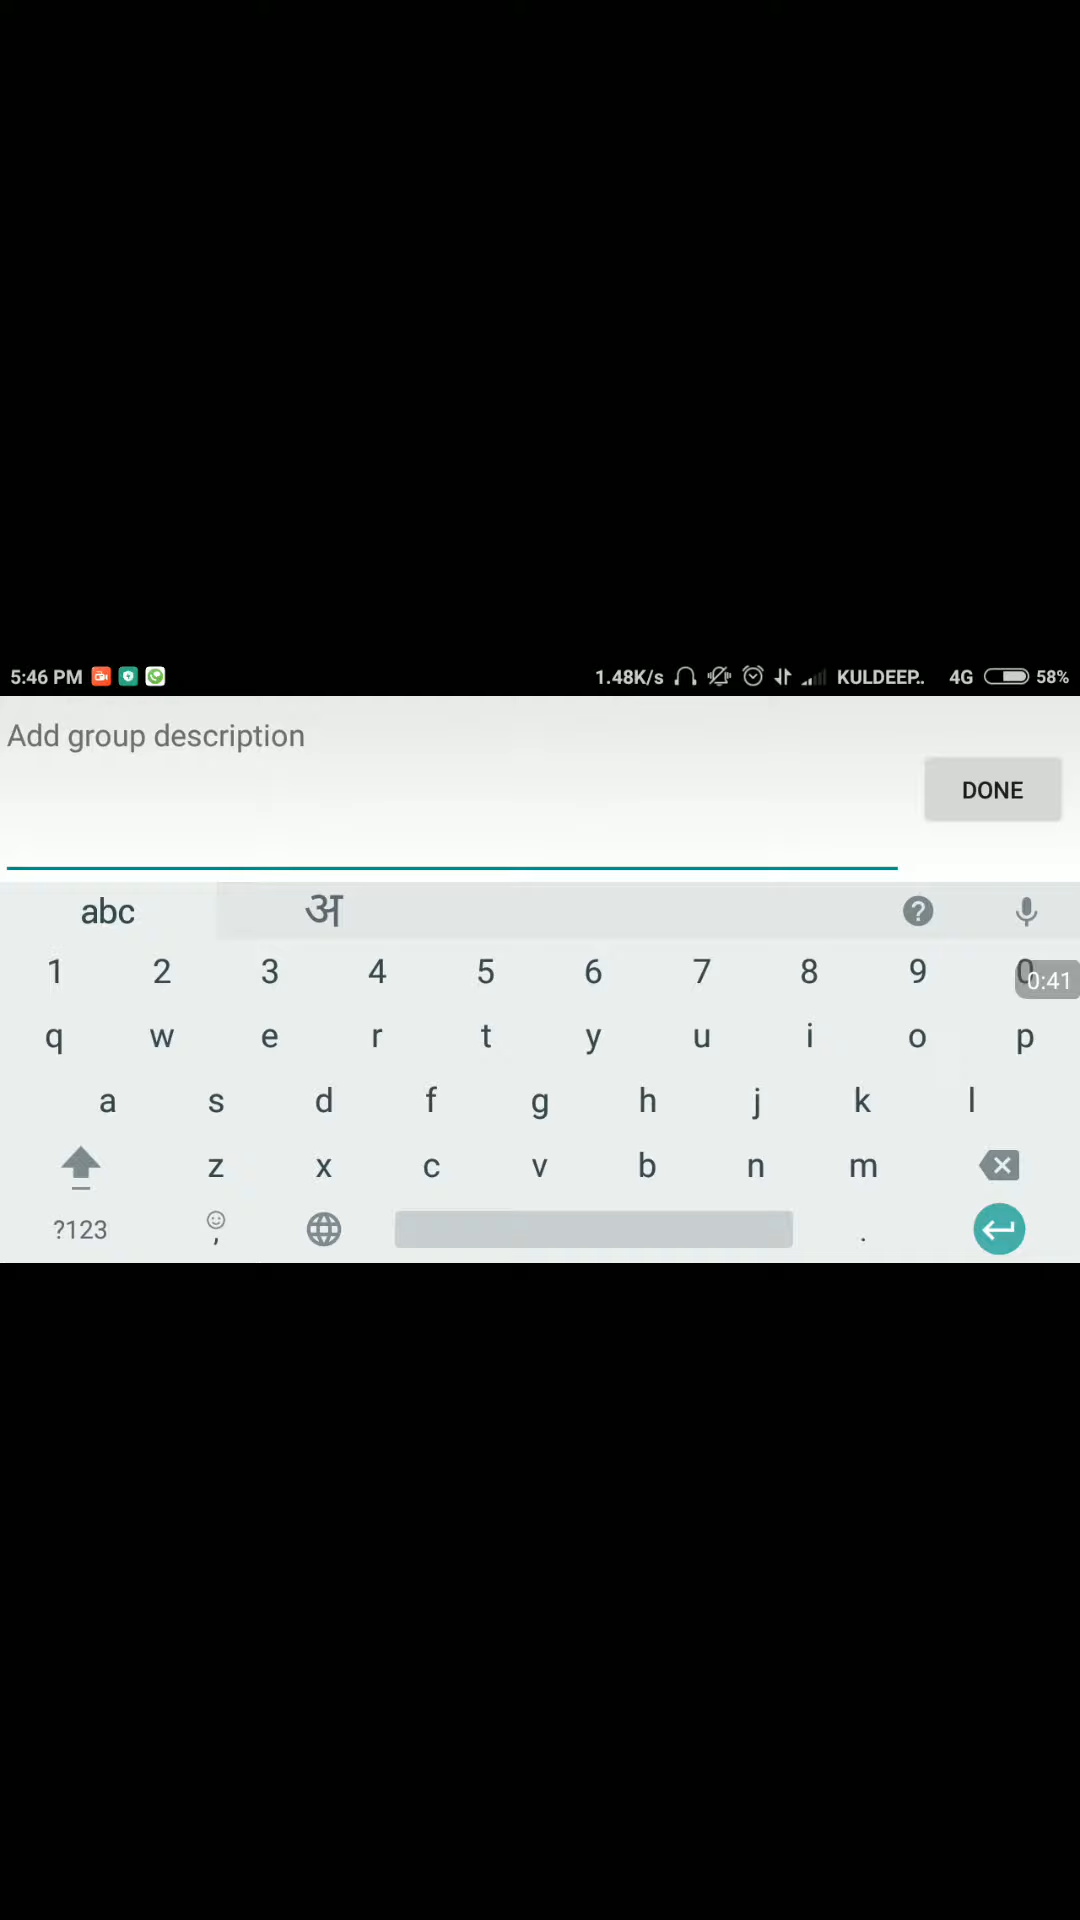 5:46 PM 1.48K/s KULDEEP.. 4G 58%
Add group description
DONE
abc अ ?
1 2 3 4 5 6 7 8 9 0
0:41
q w e r t y u i o p
a s d f g h j k l
z x c v b n m
?123 , .